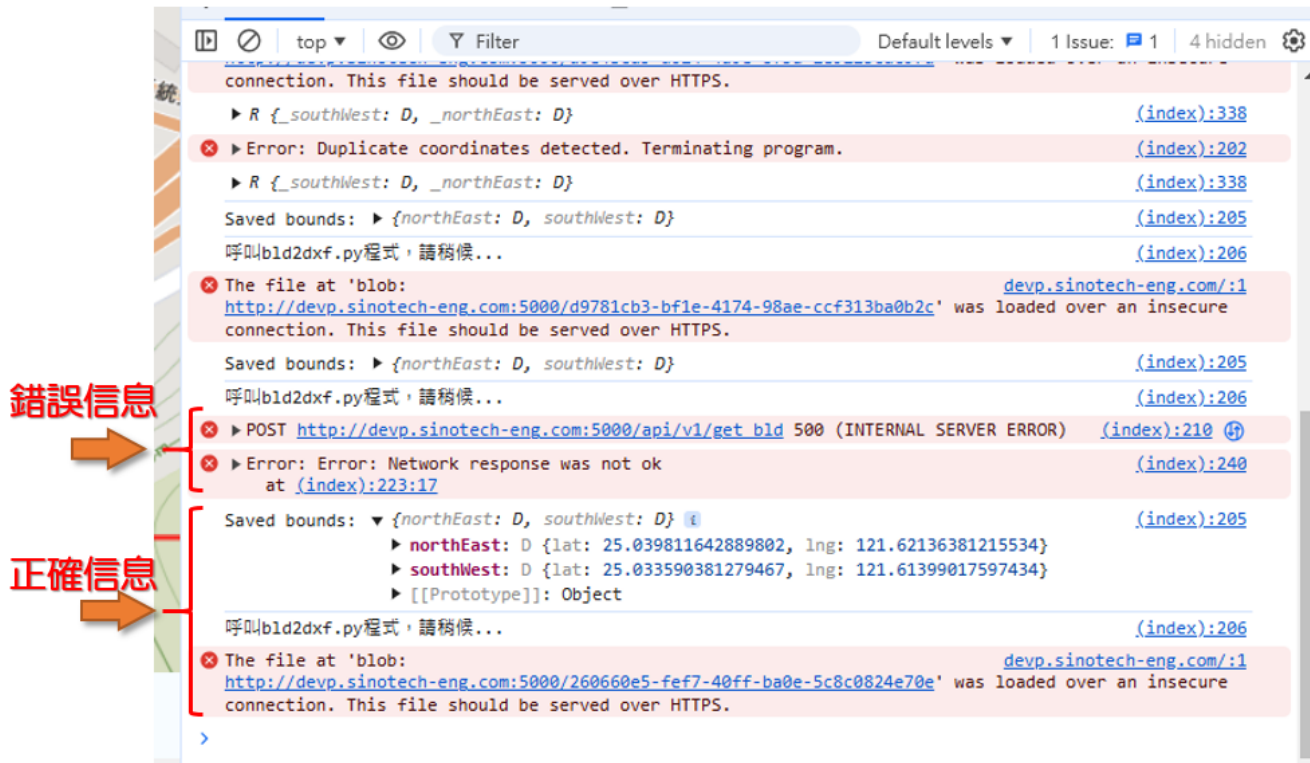 top ▼ Filter Default levels ▼ 1 Issue: 1 4 hidden
connection. This file should be served over HTTPS.
統
▶ R {_southWest: D, _northEast: D} (index):338
▶ Error: Duplicate coordinates detected. Terminating program. (index):202
▶ R {_southWest: D, _northEast: D} (index):338
Saved bounds: ▶ {northEast: D, southWest: D} (index):205
呼叫bld2dxf.py程式，請稍候... (index):206
The file at 'blob: devp.sinotech-eng.com/:1
http://devp.sinotech-eng.com:5000/d9781cb3-bf1e-4174-98ae-ccf313ba0b2c' was loaded over an insecure
connection. This file should be served over HTTPS.
Saved bounds: ▶ {northEast: D, southWest: D} (index):205
呼叫bld2dxf.py程式，請稍候... (index):206
錯誤信息
▶ POST http://devp.sinotech-eng.com:5000/api/v1/get_bld 500 (INTERNAL SERVER ERROR) (index):210
▶ Error: Error: Network response was not ok (index):240
at (index):223:17
Saved bounds: ▼ {northEast: D, southWest: D} i (index):205
▶ northEast: D {lat: 25.039811642889802, lng: 121.62136381215534}
▶ southWest: D {lat: 25.033590381279467, lng: 121.61399017597434}
▶ [[Prototype]]: Object
正確信息
呼叫bld2dxf.py程式，請稍候... (index):206
The file at 'blob: devp.sinotech-eng.com/:1
http://devp.sinotech-eng.com:5000/260660e5-fef7-40ff-ba0e-5c8c0824e70e' was loaded over an insecure
connection. This file should be served over HTTPS.